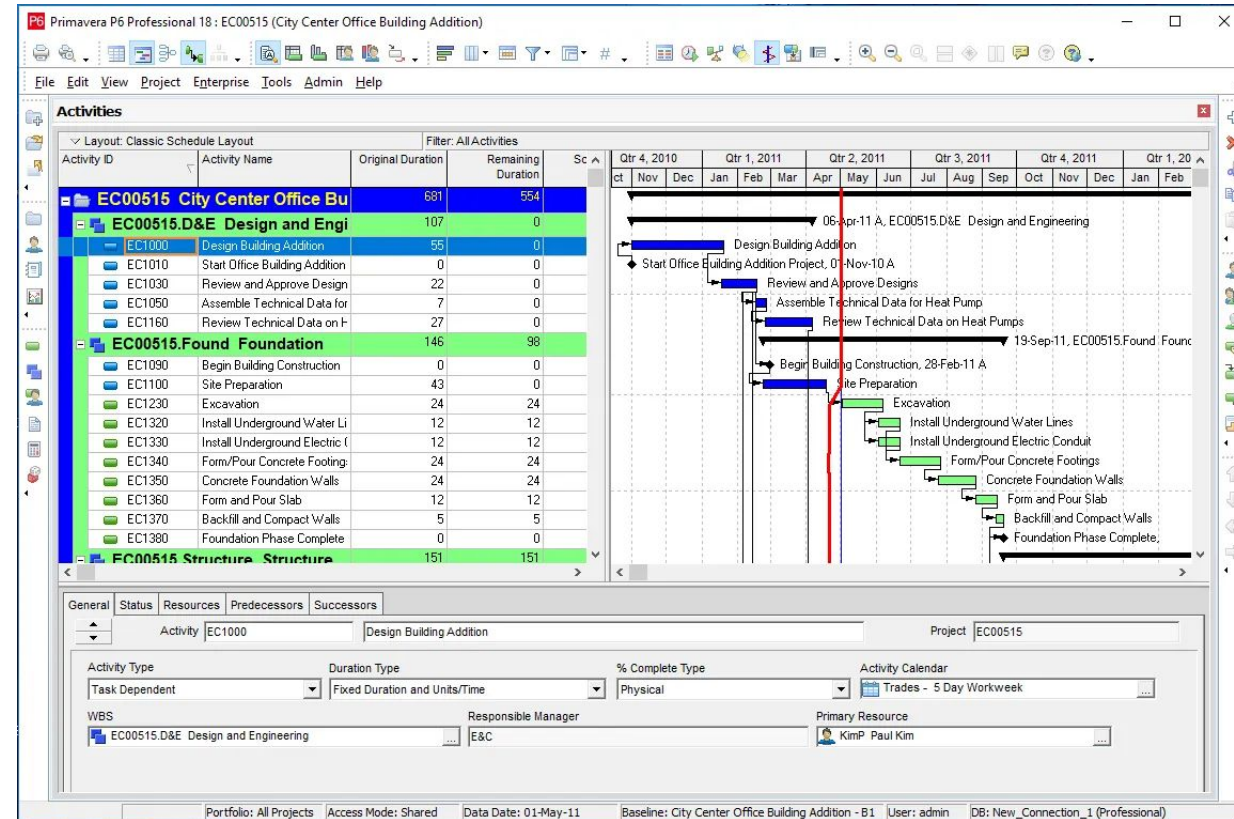 P6 Primavera P6 Professional 18 : EC00515 (City Center Office Building Addition)
File Edit View Project Enterprise Tools Admin Help
Activities
Layout: Classic Schedule Layout Filter: All Activities
Activity ID Activity Name Original Duration Remaining Duration Sc
Qtr 4, 2010 Qtr 1, 2011 Qtr 2, 2011 Qtr 3, 2011 Qtr 4, 2011 Qtr 1, 20
ct Nov Dec Jan Feb Mar Apr May Jun Jul Aug Sep Oct Nov Dec Jan Feb
EC00515 City Center Office Bu 681 554
EC00515.D&E Design and Engi 107 0 06-Apr-11 A, EC00515.D&E Design and Engineering
EC1000 Design Building Addition 55 0 Design Building Addition
EC1010 Start Office Building Addition 0 0 Start Office Building Addition Project, 01-Nov-10 A
EC1030 Review and Approve Design 22 0 Review and Approve Designs
EC1050 Assemble Technical Data for 7 0 Assemble Technical Data for Heat Pump
EC1160 Review Technical Data on H 27 0 Review Technical Data on Heat Pumps
EC00515.Found Foundation 146 98 19-Sep-11, EC00515.Found Found
EC1090 Begin Building Construction 0 0 Begin Building Construction, 28-Feb-11 A
EC1100 Site Preparation 43 0 Site Preparation
EC1230 Excavation 24 24 Excavation
EC1320 Install Underground Water Li 12 12 Install Underground Water Lines
EC1330 Install Underground Electric ( 12 12 Install Underground Electric Conduit
EC1340 Form/Pour Concrete Footing: 24 24 Form/Pour Concrete Footings
EC1350 Concrete Foundation Walls 24 24 Concrete Foundation Walls
EC1360 Form and Pour Slab 12 12 Form and Pour Slab
EC1370 Backfill and Compact Walls 5 5 Backfill and Compact Walls
EC1380 Foundation Phase Complete 0 0 Foundation Phase Complete,
EC00515.Structure Structure 151 151
General Status Resources Predecessors Successors
Activity EC1000 Design Building Addition Project EC00515
Activity Type Duration Type % Complete Type Activity Calendar
Task Dependent Fixed Duration and Units/Time Physical Trades - 5 Day Workweek
WBS Responsible Manager Primary Resource
EC00515.D&E Design and Engineering ... E&C KimP Paul Kim ...
Portfolio: All Projects Access Mode: Shared Data Date: 01-May-11 Baseline: City Center Office Building Addition - B1 User: admin DB: New_Connection_1 (Professional)